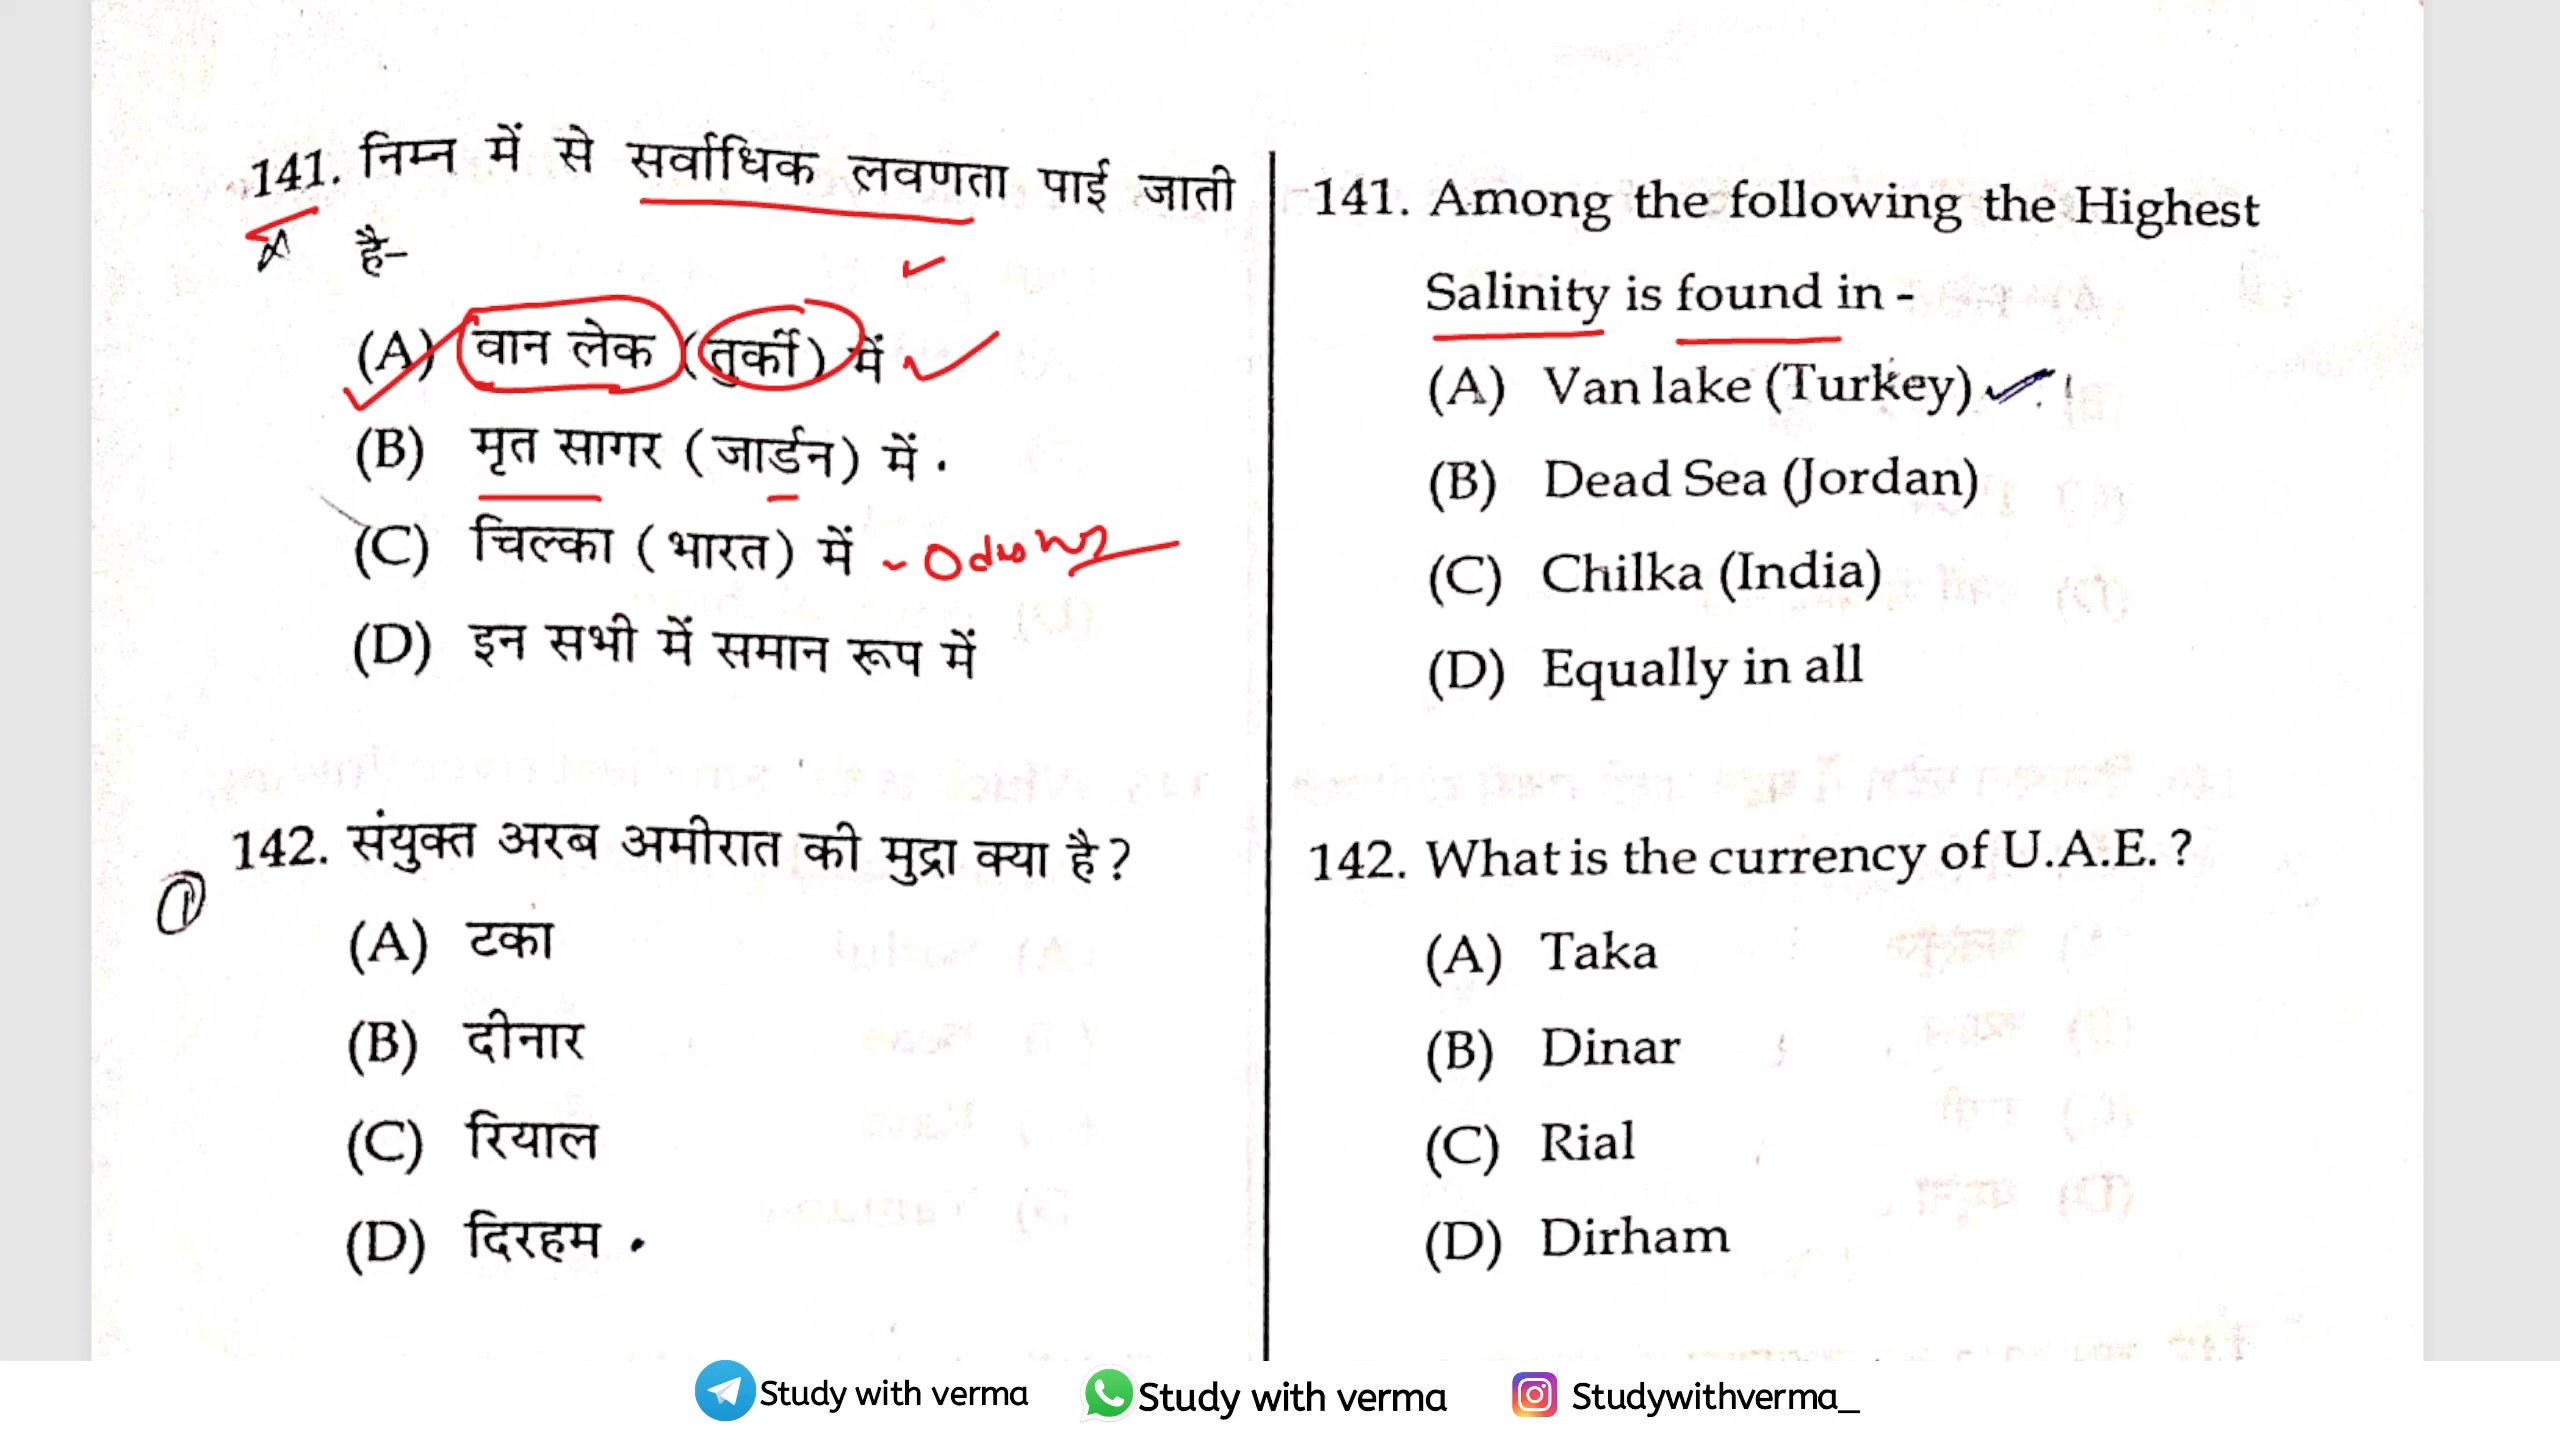 141. निम्न में से सर्वाधिक लवणता पाई जाती
है-
(A) वान लेक (तुर्की) में
(B) मृत सागर (जार्डन) में
(C) चिल्का (भारत) में
(D) इन सभी में समान रूप में
142. संयुक्त अरब अमीरात की मुद्रा क्या है?
(A) टका
(B) दीनार
(C) रियाल
(D) दिरहम
141. Among the following the Highest
Salinity is found in -
(A) Van lake (Turkey)
(B) Dead Sea (Jordan)
(C) Chilka (India)
(D) Equally in all
142. What is the currency of U.A.E. ?
(A) Taka
(B) Dinar
(C) Rial
(D) Dirham
Study with verma
Study with verma
Studywithverma_